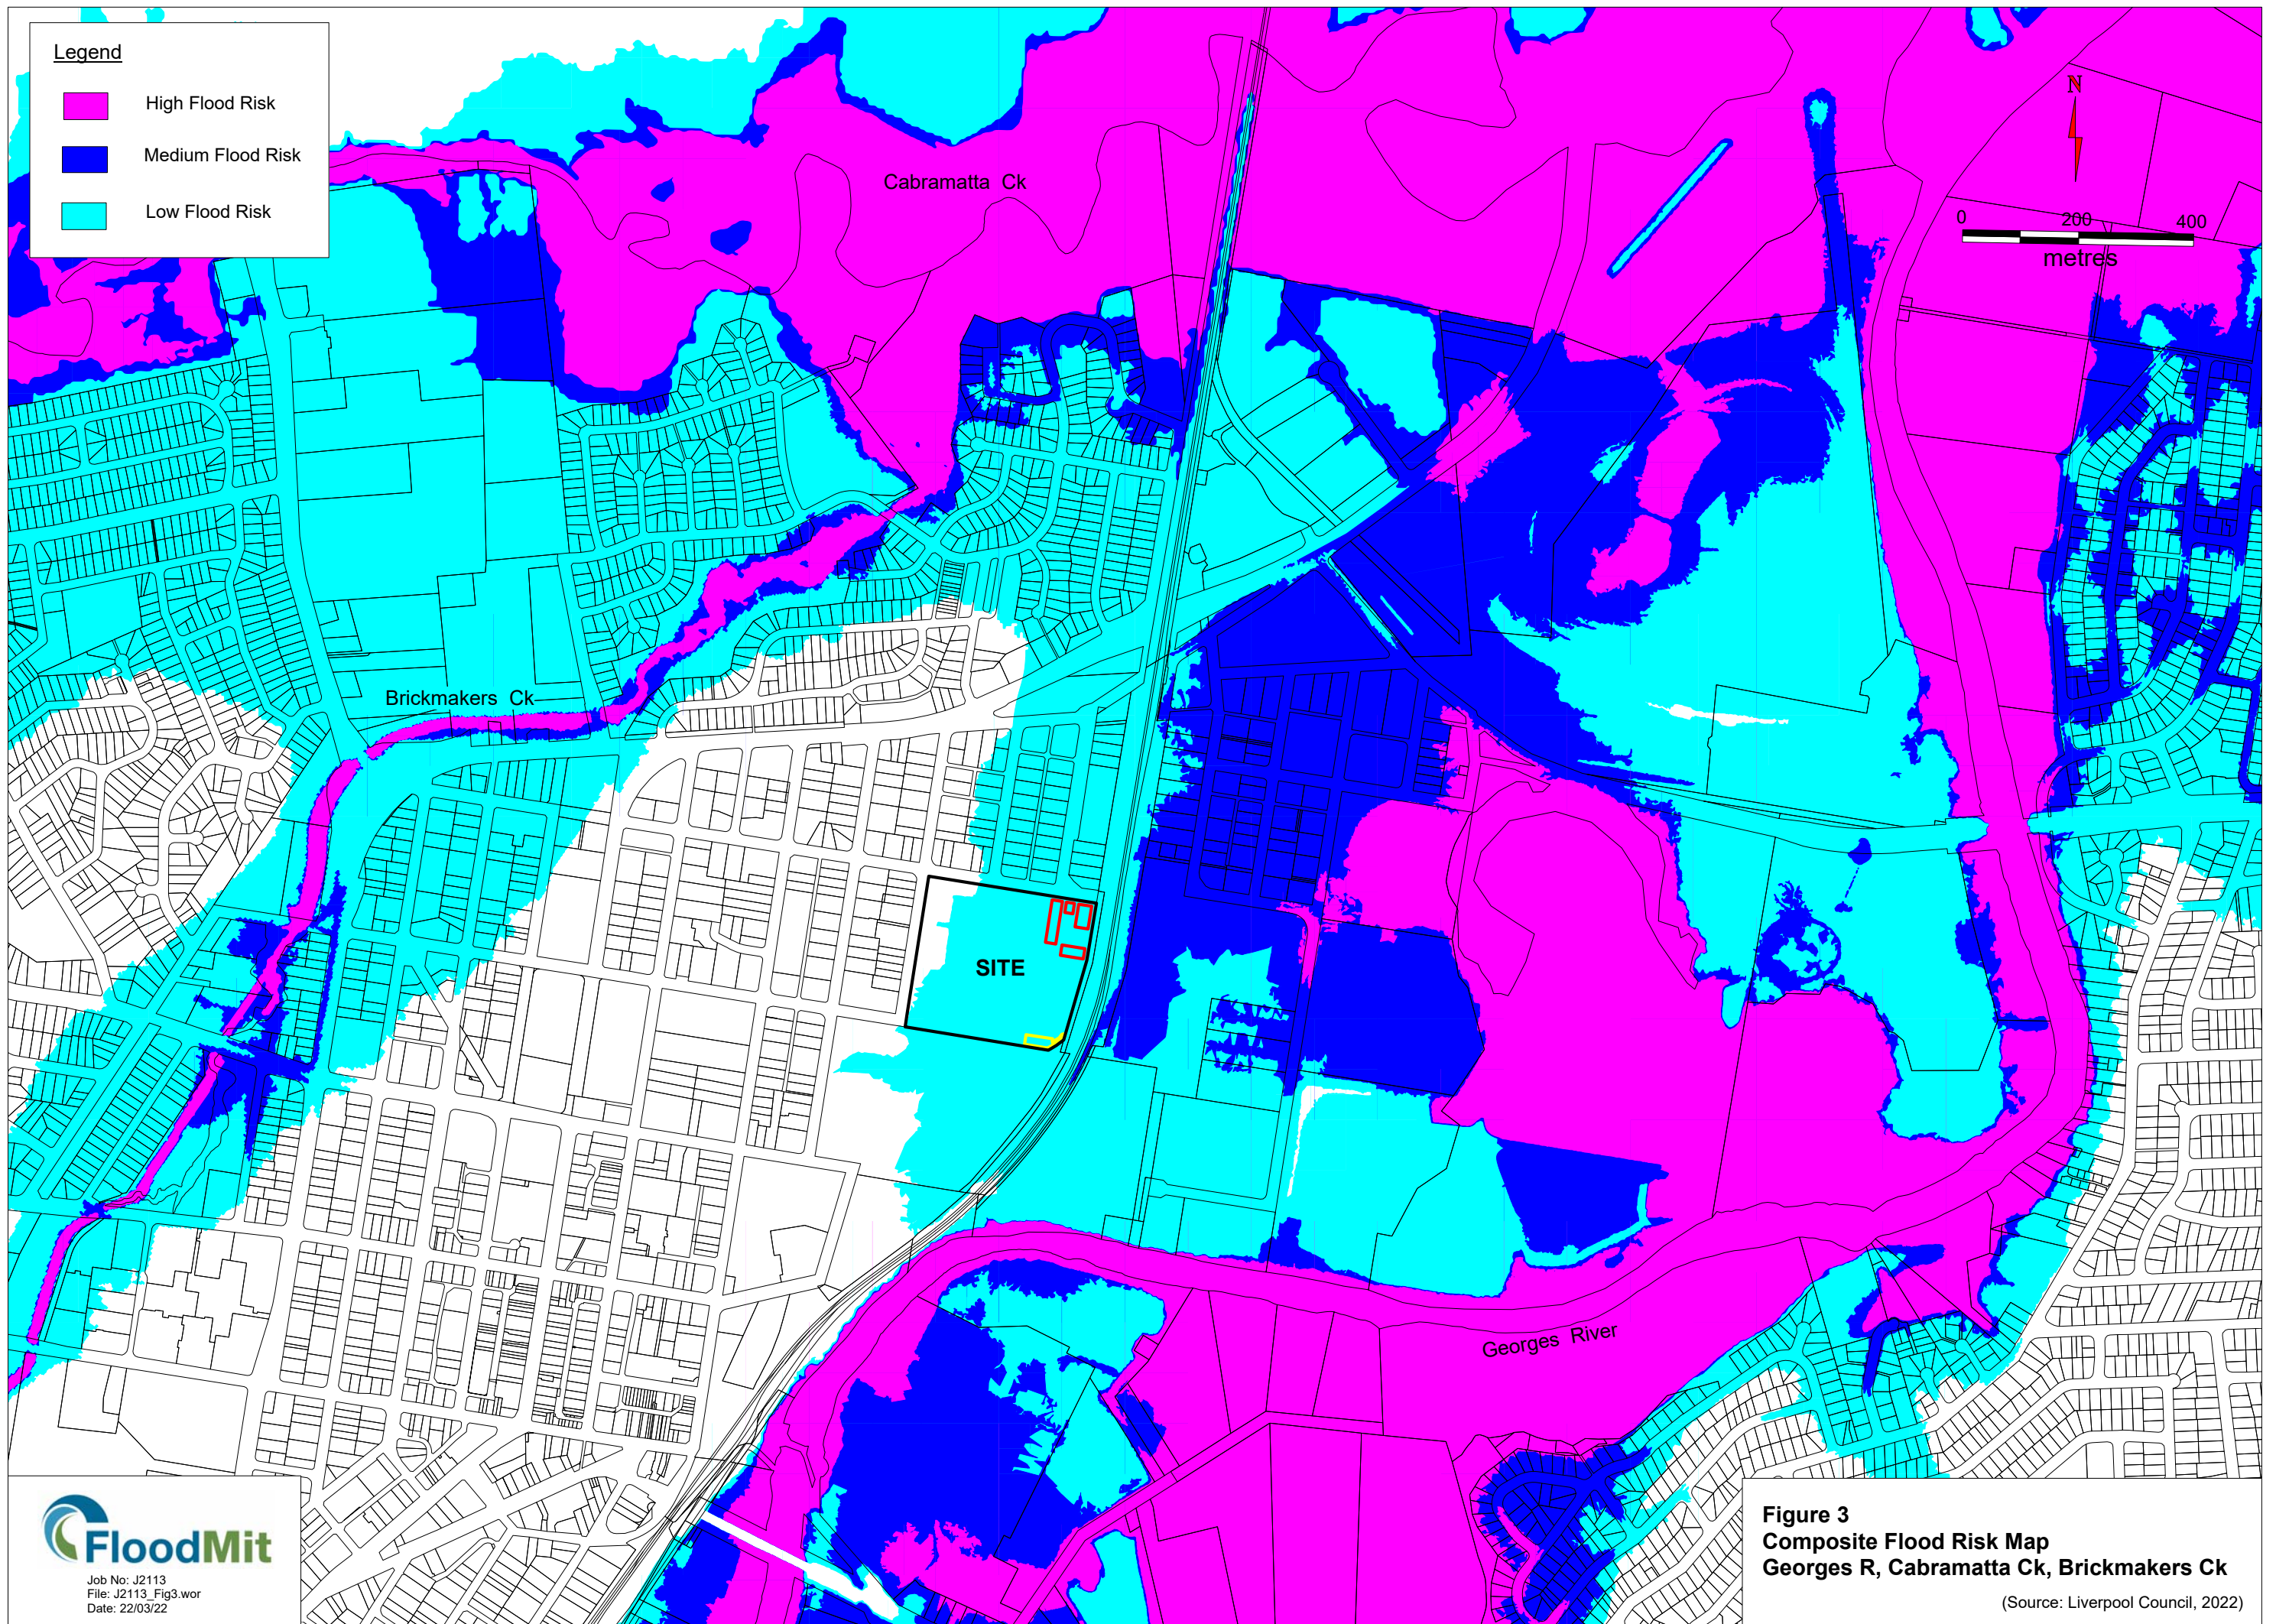 Legend
High Flood Risk
Medium Flood Risk
Low Flood Risk
Cabramatta Ck
N
0 200 400
metres
Brickmakers Ck
SITE
Georges River
FloodMit
Job No: J2113
File: J2113_Fig3.wor
Date: 22/03/22
Figure 3
Composite Flood Risk Map
Georges R, Cabramatta Ck, Brickmakers Ck
(Source: Liverpool Council, 2022)